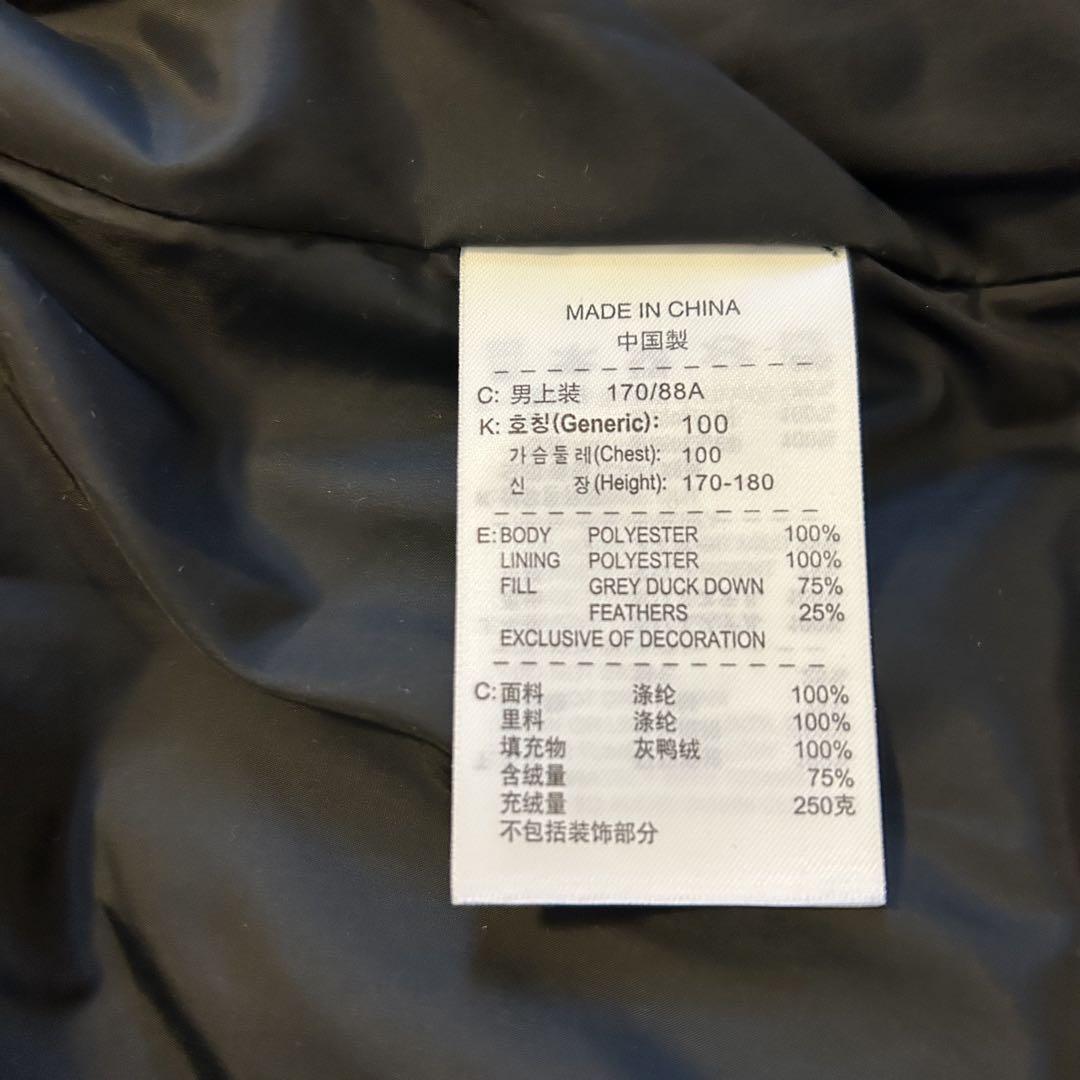 MADE IN CHINA
中国製
C: 男上装 170/88A
K: 호칭(Generic): 100
가슴둘레(Chest): 100
신 장(Height): 170-180
E: BODY POLYESTER 100%
LINING POLYESTER 100%
FILL GREY DUCK DOWN 75%
FEATHERS 25%
EXCLUSIVE OF DECORATION
C: 面料 涤纶 100%
里料 涤纶 100%
填充物 灰鸭绒 100%
含绒量 75%
充绒量 250克
不包括装饰部分